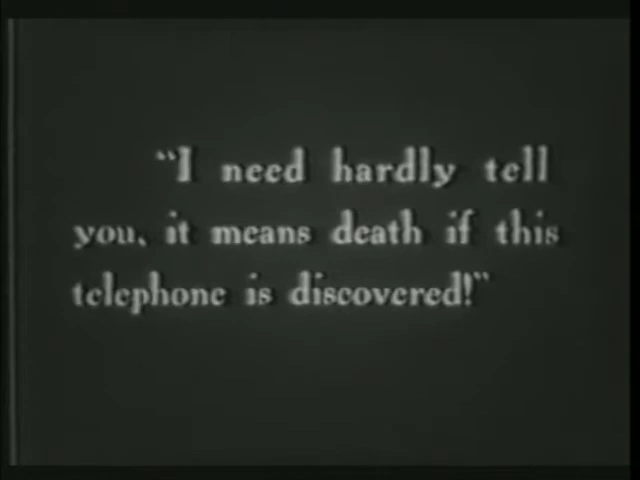 "I need hardly tell
you, it means death if this
telephone is discovered!"